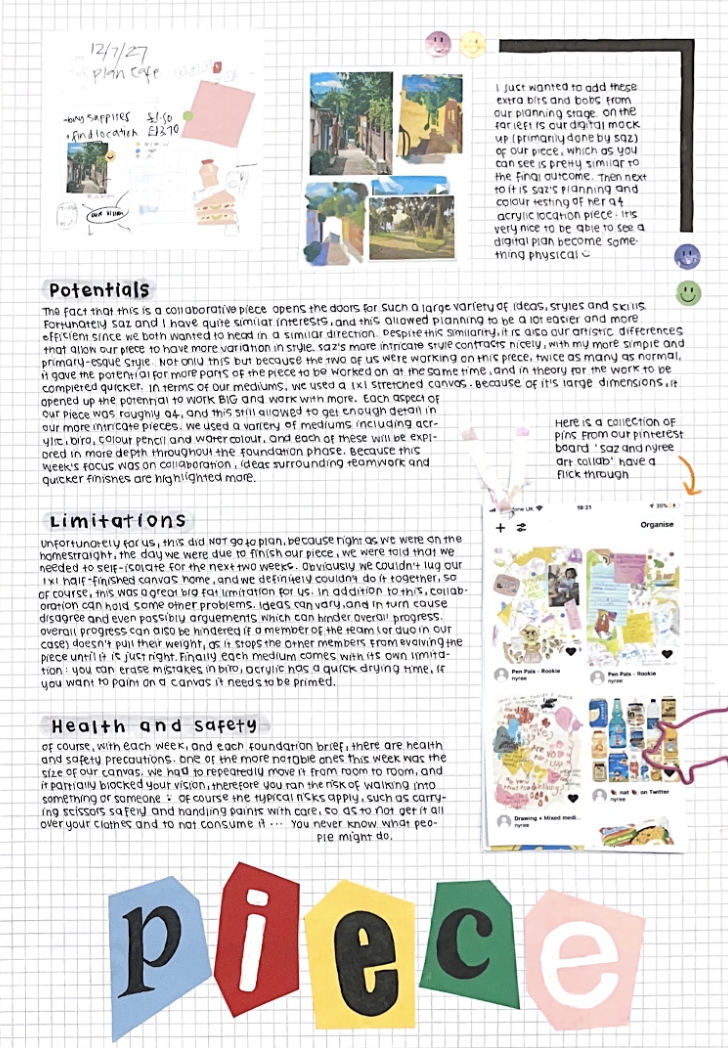 12/7/27
plan cafe
-buy supplies £1.50
+ find location £13.70
our vision
I just wanted to add these
extra bits and bobs from
our planning stage. On the
far left is our digital mock
up (primarily done by saz)
of our piece, which as you
can see is pretty similar to
the final outcome. Then next
to it is saz's planning and
colour testing of her a4
acrylic location piece. It's
very nice to be able to see a
digital plan become some-
thing physical
Potentials
The fact that this is a collaborative piece opens the doors for such a large variety of ideas, styles and skills.
Fortunately saz and I have quite similar interests, and this allowed planning to be a lot easier and more
efficient since we both wanted to head in a similar direction. Despite this similarity, it is also our artistic differences
that allow our piece to have more variation in style. saz's more intricate style contracts nicely, with my more simple and
primary-esque style. Not only this but because the two of us were working on this piece, twice as many as normal,
it gave the potential for more parts of the piece to be worked on at the same time, and in theory for the work to be
completed quicker. In terms of our mediums, we used a 1x1 stretched canvas. Because of it's large dimensions, it
opened up the potential to work BIG and work with more. Each aspect of
our piece was roughly a4, and this still allowed to get enough detail in
our more intricate pieces. We used a variety of mediums including acr-
ylic, biro, colour pencil and watercolour, and each of these will be expl-
ored in more depth throughout the foundation phase. Because this
week's focus was on collaboration, ideas surrounding teamwork and
quicker finishes are highlighted more.
Here is a collection of
pins from our pinterest
board 'saz and nyree
art collab' have a
flick through
Limitations
Unfortunately for us, this did NOT go to plan, because right as we were on the
homestraight, the day we were due to finish our piece, we were told that we
needed to self-isolate for the next two weeks. Obviously we couldn't lug our
1x1 half-finished canvas home, and we definitely couldn't do it together, so
of course, this was a great big fat limitation for us. In addition to this, collab-
oration can hold some other problems. Ideas can vary, and in turn cause
disagree and even possibly arguements which can hinder overall progress.
Overall progress can also be hindered if a member of the team (or duo in our
case) doesn't pull their weight, as it stops the other members from evolving the
piece until it is just right. Finally each medium comes with its own limita-
tion: you can erase mistakes in biro, acrylic has a quick drying time, if
you want to paint on a canvas it needs to be primed.
fone UK 18:21 30%
+ Organise
Pen Pals - Rookie
nyree
Pen Pals - Rookie
nyree
Drawing + Mixed medi...
nyree
nat on Twitter
nyree
Health and safety
Of course, with each week, and each foundation brief, there are health
and safety precautions. One of the more notable ones this week was the
size of our canvas. We had to repeatedly move it from room to room, and
it partially blocked your vision, therefore you ran the risk of walking into
something or someone :. Of course the typical risks apply, such as carry-
ing scissors safely and handling paints with care, so as to not get it all
over your clothes and to not consume it ... You never know what peo-
ple might do.
piece